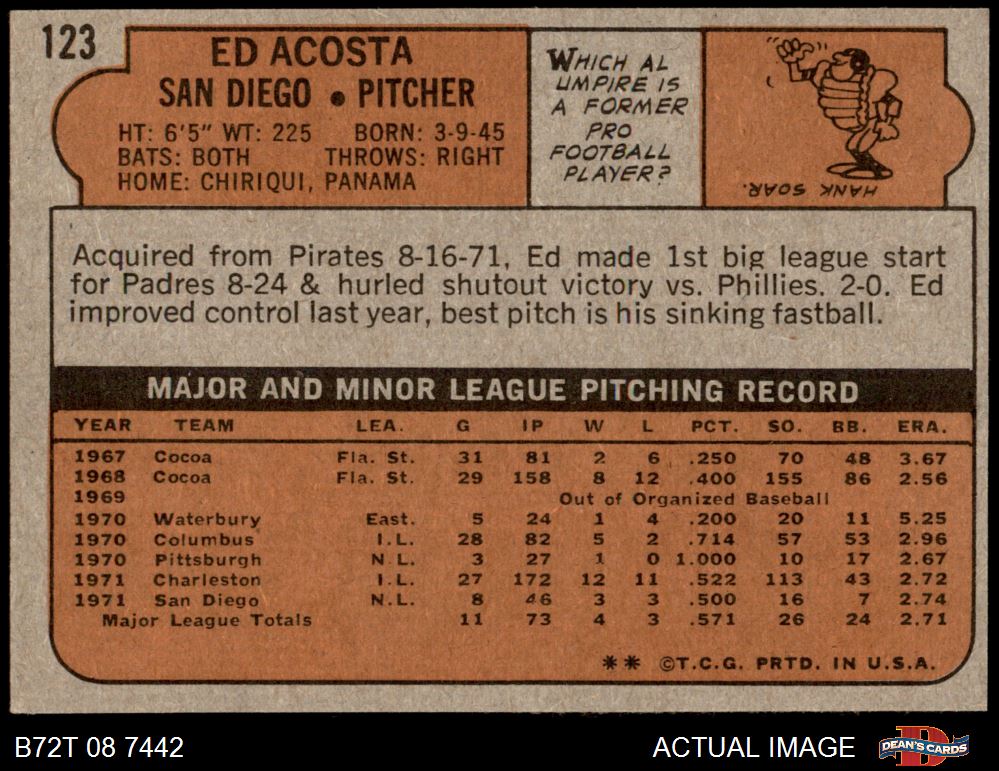 123
ED ACOSTA
SAN DIEGO • PITCHER
HT: 6'5" WT: 225 BORN: 3-9-45
BATS: BOTH THROWS: RIGHT
HOME: CHIRIQUI, PANAMA
WHICH AL
UMPIRE IS
A FORMER
PRO
FOOTBALL
PLAYER?
HANK SOAR.
Acquired from Pirates 8-16-71, Ed made 1st big league start
for Padres 8-24 & hurled shutout victory vs. Phillies. 2-0. Ed
improved control last year, best pitch is his sinking fastball.
MAJOR AND MINOR LEAGUE PITCHING RECORD
YEAR TEAM LEA. G IP W L PCT. SO. BB. ERA.
1967 Cocoa Fla. St. 31 81 2 6 .250 70 48 3.67
1968 Cocoa Fla. St. 29 158 8 12 .400 155 86 2.56
1969 Out of Organized Baseball
1970 Waterbury East. 5 24 1 4 .200 20 11 5.25
1970 Columbus I.L. 28 82 5 2 .714 57 53 2.96
1970 Pittsburgh N.L. 3 27 1 0 1.000 10 17 2.67
1971 Charleston I.L. 27 172 12 11 .522 113 43 2.72
1971 San Diego N.L. 8 46 3 3 .500 16 7 2.74
Major League Totals 11 73 4 3 .571 26 24 2.71
** ©T.C.G. PRTD. IN U.S.A.
B72T 08 7442 ACTUAL IMAGE DEAN'S CARDS